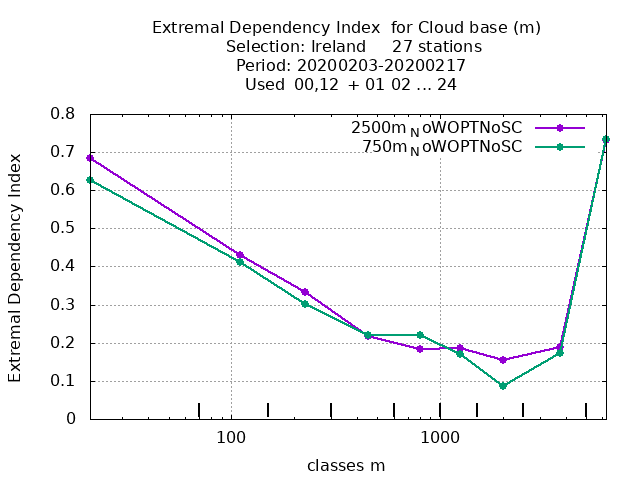 Extremal Dependency Index  for Cloud base (m)
Selection: Ireland     27 stations
Period: 20200203-20200217
Used  00,12  + 01 02 ... 24
2500m_NoWOPTNoSC
750m_NoWOPTNoSC
Extremal Dependency Index
0.8
0.7
0.6
0.5
0.4
0.3
0.2
0.1
0
100 1000
classes m